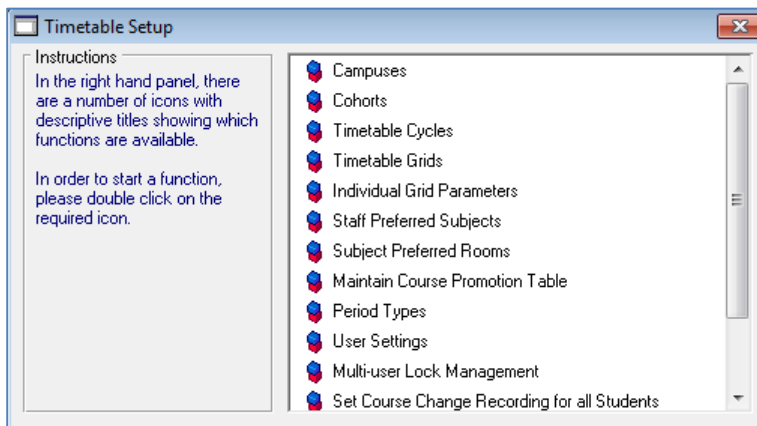 Timetable Setup
Instructions
In the right hand panel, there
are a number of icons with
descriptive titles showing which
functions are available.
In order to start a function,
please double click on the
required icon.
Campuses
Cohorts
Timetable Cycles
Timetable Grids
Individual Grid Parameters
Staff Preferred Subjects
Subject Preferred Rooms
Maintain Course Promotion Table
Period Types
User Settings
Multi-user Lock Management
Set Course Change Recording for all Students